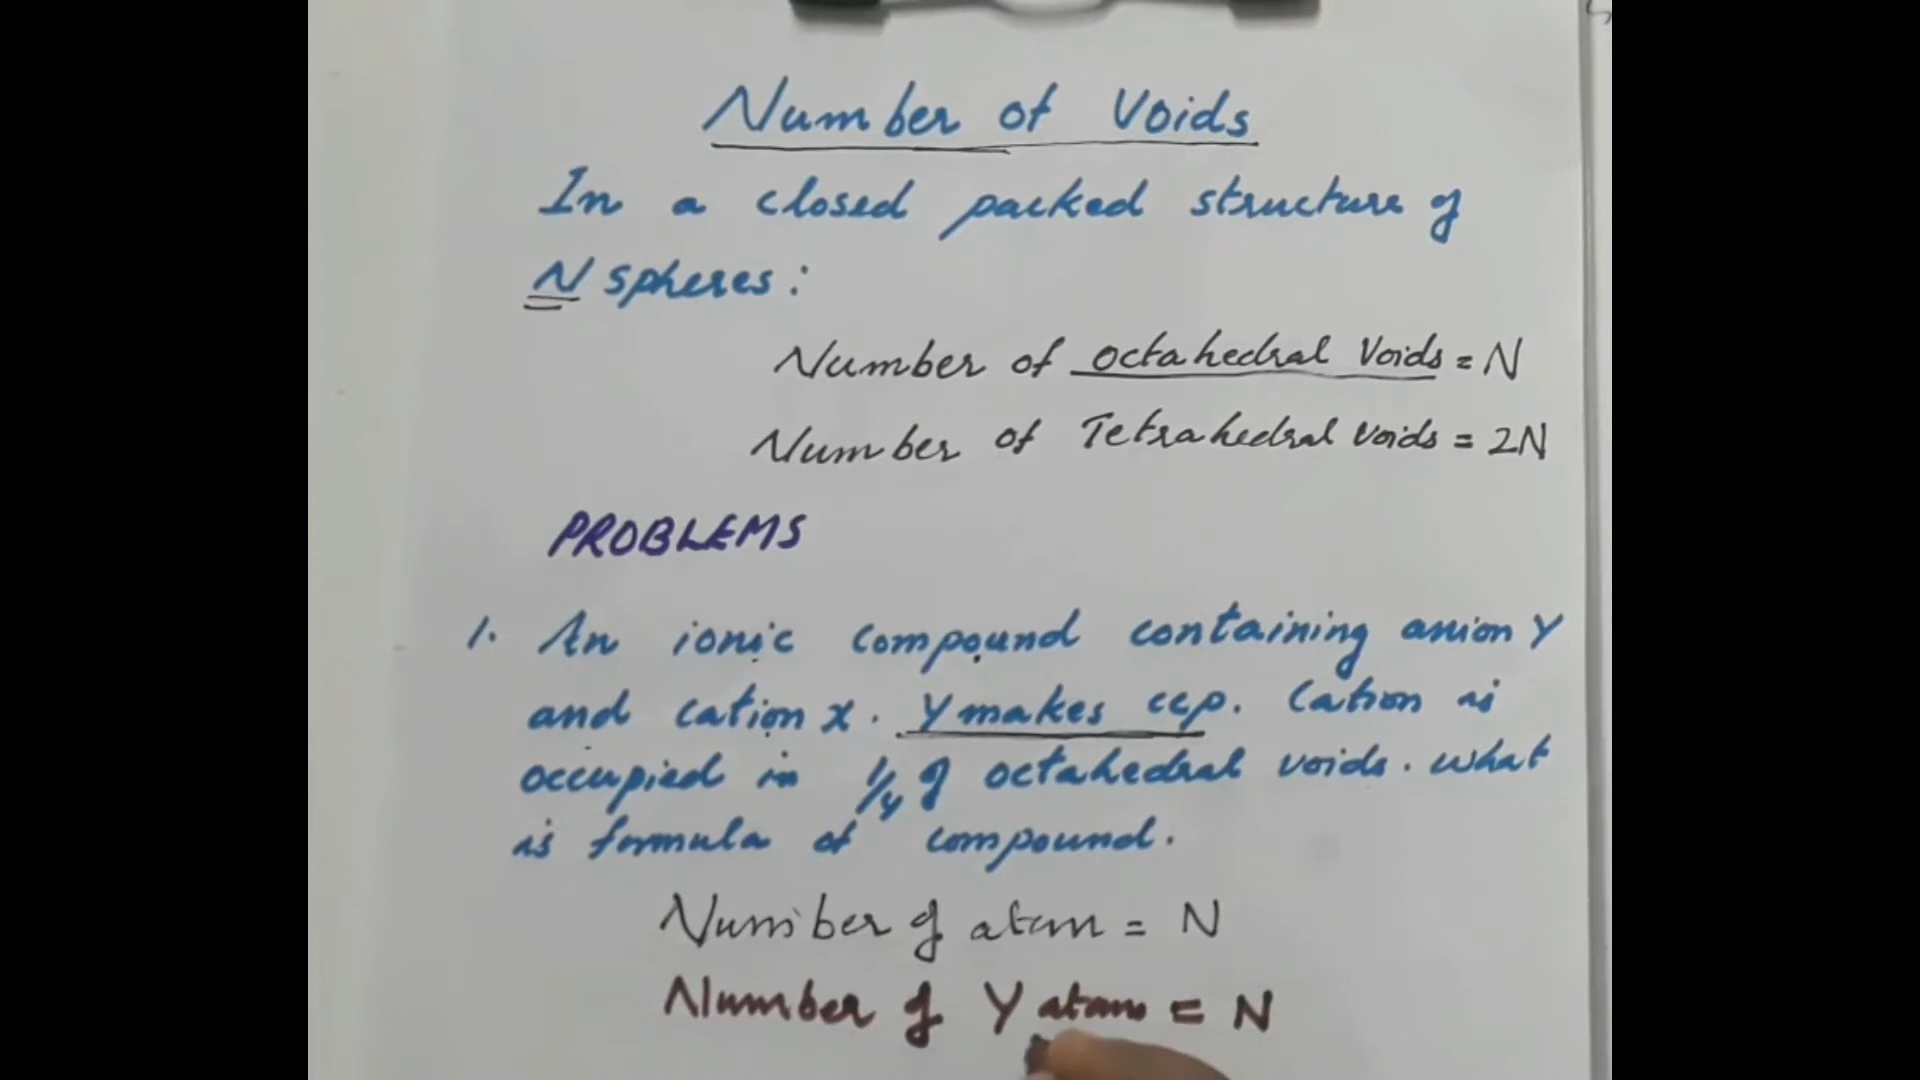 Number of Voids
In a closed packed structure of
N spheres:
Number of octahedral Voids = N
Number of Tetrahedral Voids = 2N
PROBLEMS
1. An ionic compound containing anion Y
and cation X. Y makes ccp. Cation is
occupied in 1/4 of octahedral voids. what
is formula of compound.
Number of atom = N
Number of Y atoms = N